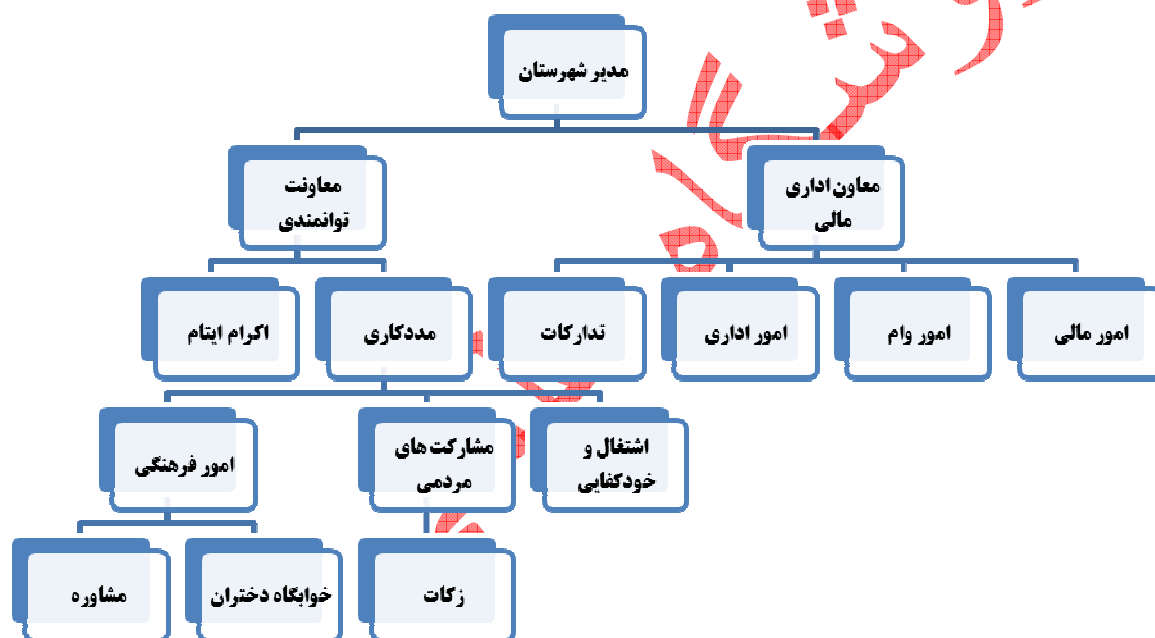 مدیر شهرستان
معاون اداری
مالی
معاونت
توانمندی
امور مالی
امور وام
امور اداری
تدارکات
مددکاری
اکرام ایتام
اشتغال و
خودکفایی
مشارکت های
مردمی
امور فرهنگی
زکات
خوابگاه دختران
مشاوره